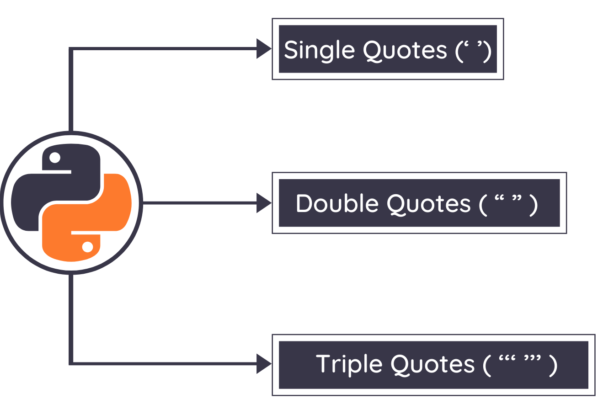 Single Quotes (‘ ’)
Double Quotes ( “ ” )
Triple Quotes ( ‘“ ’” )